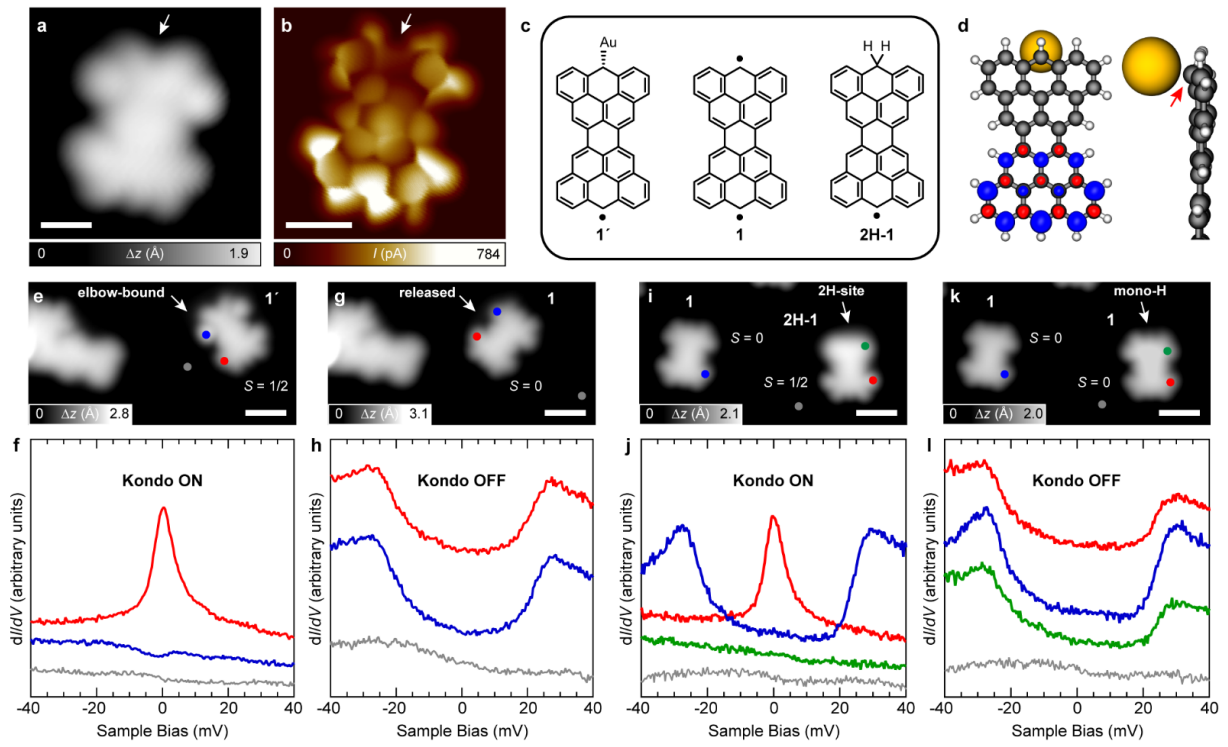 a
0 Δz (Å) 1.9
b
0 I (pA) 784
c
Au
H H
1´ 1 2H-1
d
e
elbow-bound
1´
S = 1/2
0 Δz (Å) 2.8
g
released
1
S = 0
0 Δz (Å) 3.1
i
1
2H-site
2H-1
S = 0
S = 1/2
0 Δz (Å) 2.1
k
1
mono-H
1
S = 0
S = 0
0 Δz (Å) 2.0
f
Kondo ON
dI/dV (arbitrary units)
-40 -20 0 20 40
Sample Bias (mV)
h
Kondo OFF
dI/dV (arbitrary units)
-40 -20 0 20 40
Sample Bias (mV)
j
Kondo ON
dI/dV (arbitrary units)
-40 -20 0 20 40
Sample Bias (mV)
l
Kondo OFF
dI/dV (arbitrary units)
-40 -20 0 20 40
Sample Bias (mV)